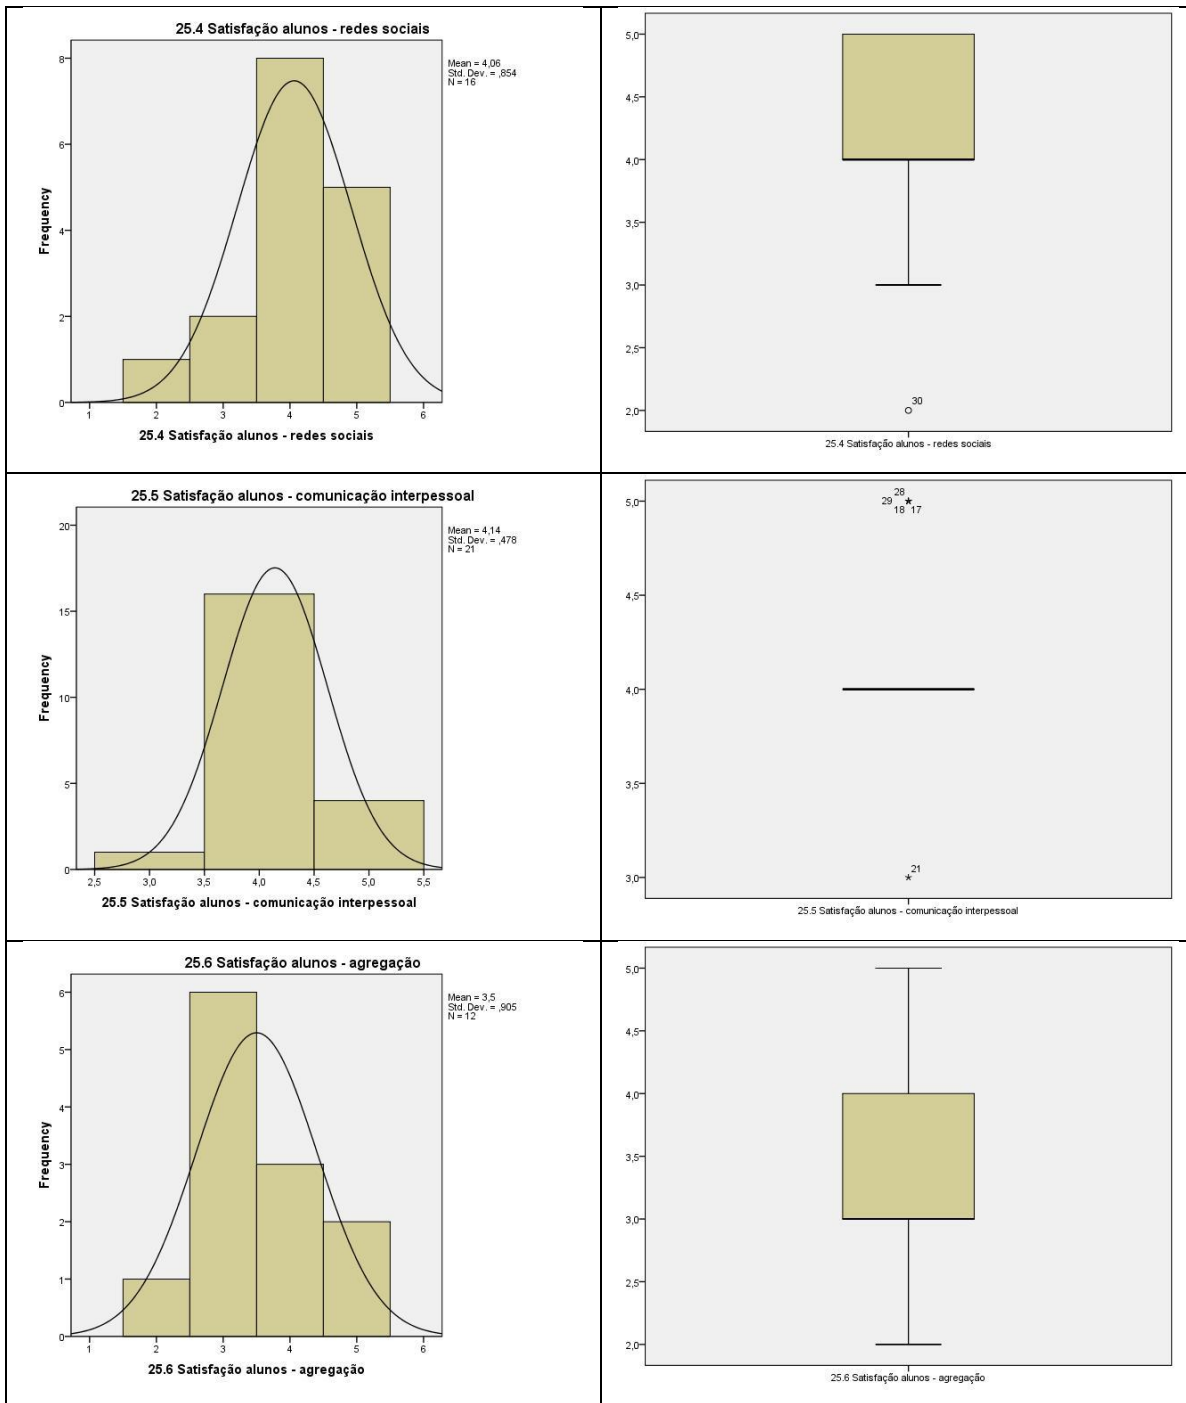 25.4 Satisfação alunos - redes sociais
Mean = 4,06
Std. Dev. = ,854
N = 16
Frequency
8
6
4
2
0
1 2 3 4 5 6
25.4 Satisfação alunos - redes sociais
5,0
4,5
4,0
3,5
3,0
2,5
2,0
30
25.4 Satisfação alunos - redes sociais
25.5 Satisfação alunos - comunicação interpessoal
Mean = 4,14
Std. Dev. = ,478
N = 21
Frequency
20
15
10
5
0
2,5 3,0 3,5 4,0 4,5 5,0 5,5
25.5 Satisfação alunos - comunicação interpessoal
5,0
4,5
4,0
3,5
3,0
28
29
18 17
21
25.5 Satisfação alunos - comunicação interpessoal
25.6 Satisfação alunos - agregação
Mean = 3,5
Std. Dev. = ,905
N = 12
Frequency
6
5
4
3
2
1
0
1 2 3 4 5 6
25.6 Satisfação alunos - agregação
5,0
4,5
4,0
3,5
3,0
2,5
2,0
25.6 Satisfação alunos - agregação